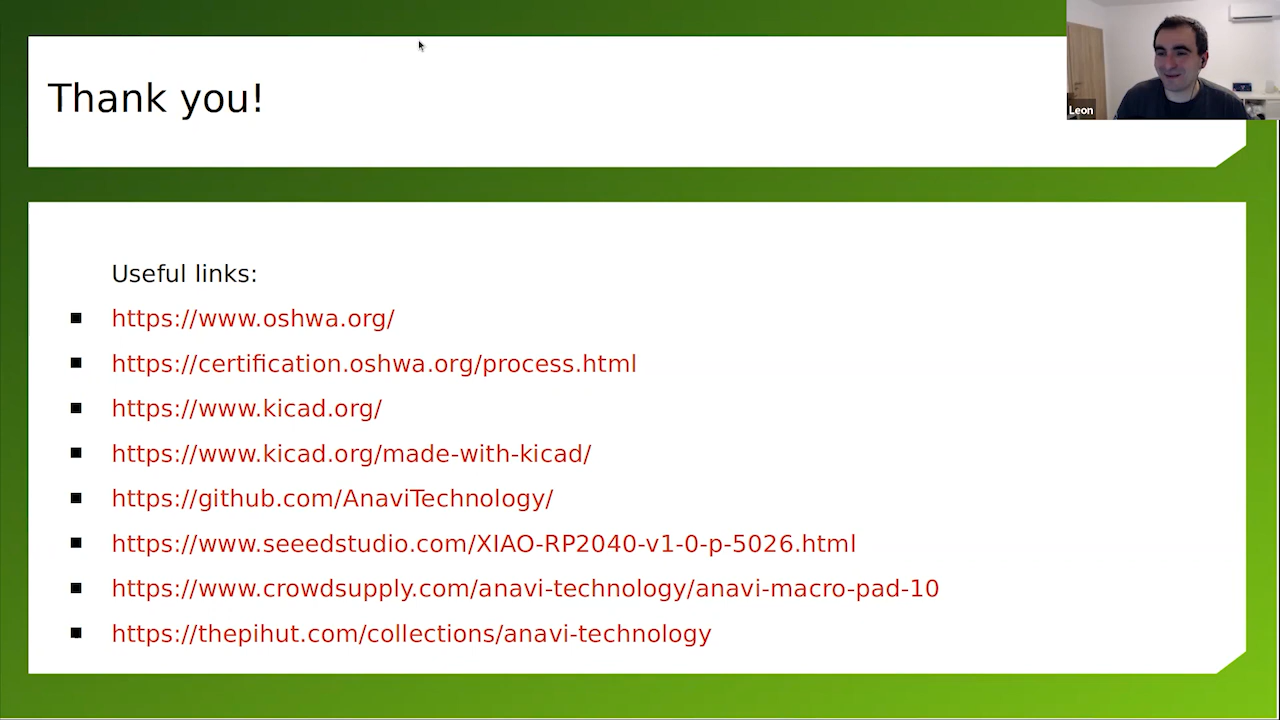 Thank you!
Leon
Useful links:
https://www.oshwa.org/
https://certification.oshwa.org/process.html
https://www.kicad.org/
https://www.kicad.org/made-with-kicad/
https://github.com/AnaviTechnology/
https://www.seeedstudio.com/XIAO-RP2040-v1-0-p-5026.html
https://www.crowdsupply.com/anavi-technology/anavi-macro-pad-10
https://thepihut.com/collections/anavi-technology